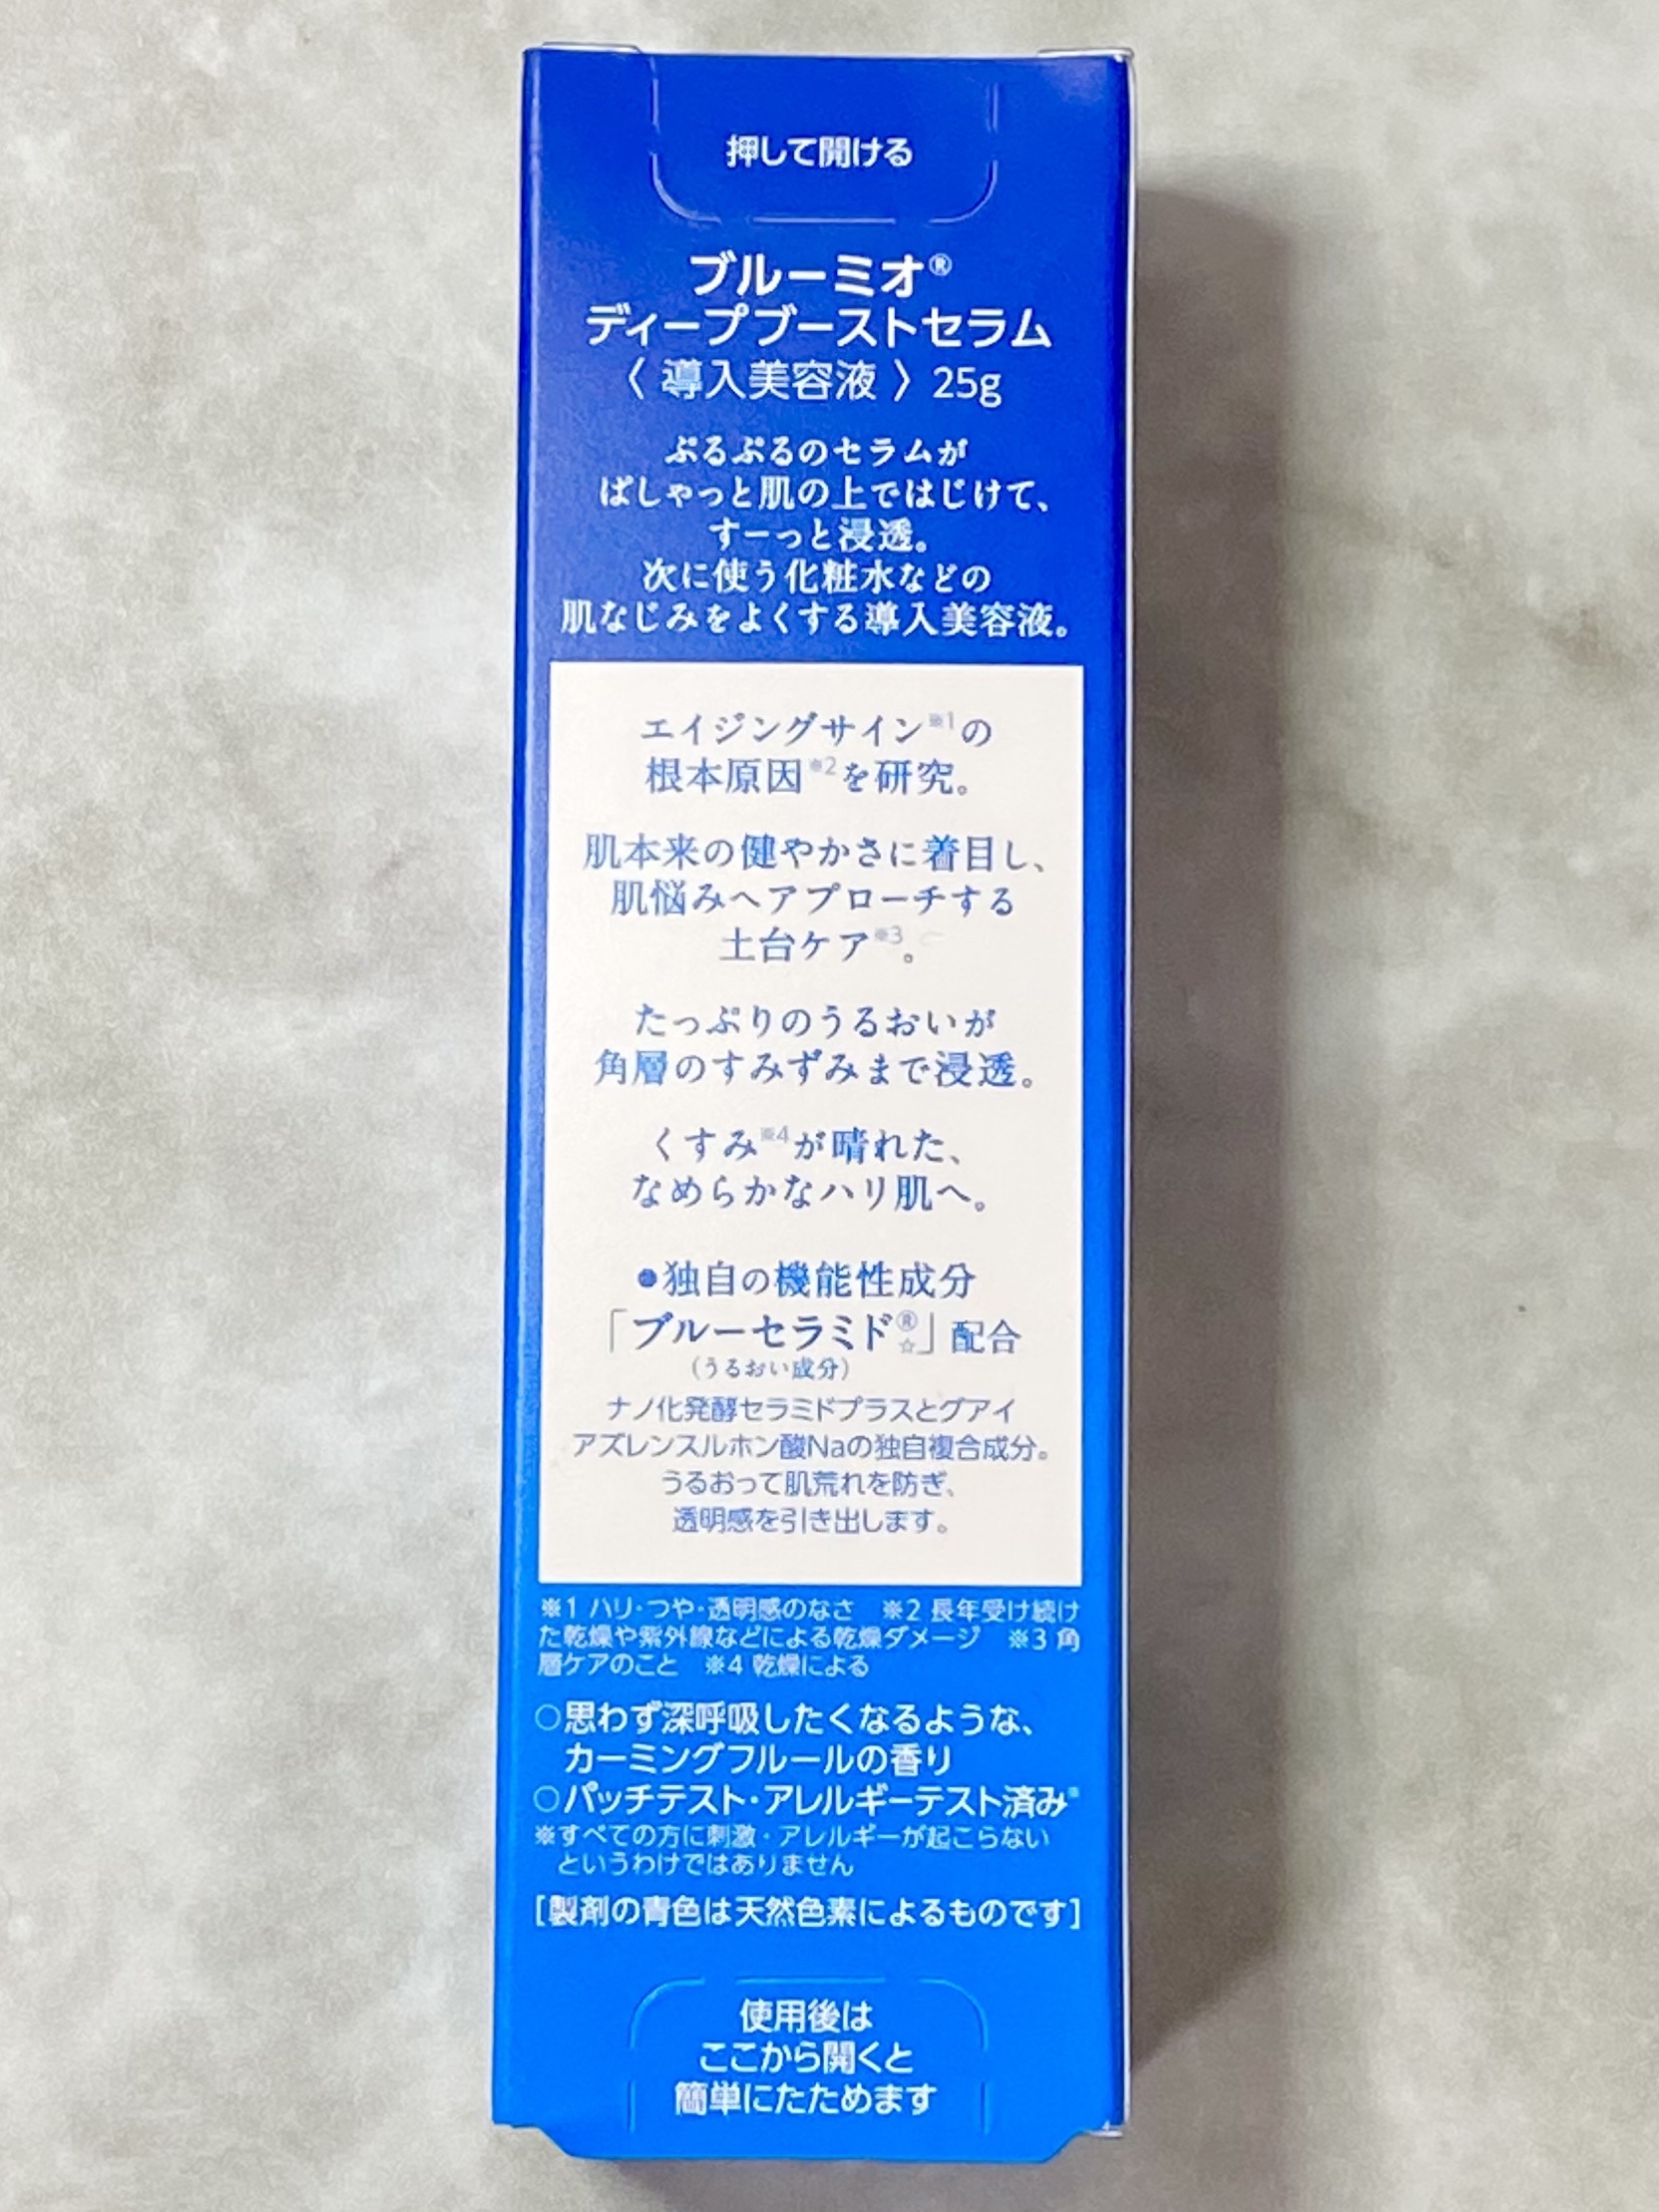 押して開ける
ブルーミオ®
ディープブーストセラム
〈 導入美容液 〉25g
ぷるぷるのセラムが
ぱしゃっと肌の上ではじけて、
すーっと浸透。
次に使う化粧水などの
肌なじみをよくする導入美容液。
エイジングサイン※1の
根本原因※2を研究。
肌本来の健やかさに着目し、
肌悩みへアプローチする
土台ケア※3。
たっぷりのうるおいが
角層のすみずみまで浸透。
くすみ※4が晴れた、
なめらかなハリ肌へ。
●独自の機能性成分
「ブルーセラミド®☆」配合
(うるおい成分)
ナノ化発酵セラミドプラスとグアイ
アズレンスルホン酸Naの独自複合成分。
うるおって肌荒れを防ぎ、
透明感を引き出します。
※1 ハリ・つや・透明感のなさ ※2 長年受け続け
た乾燥や紫外線などによる乾燥ダメージ ※3 角
層ケアのこと ※4 乾燥による
○思わず深呼吸したくなるような、
カーミングフルールの香り
○パッチテスト・アレルギーテスト済み※
※すべての方に刺激・アレルギーが起こらない
というわけではありません
[製剤の青色は天然色素によるものです]
使用後は
ここから開くと
簡単にたためます